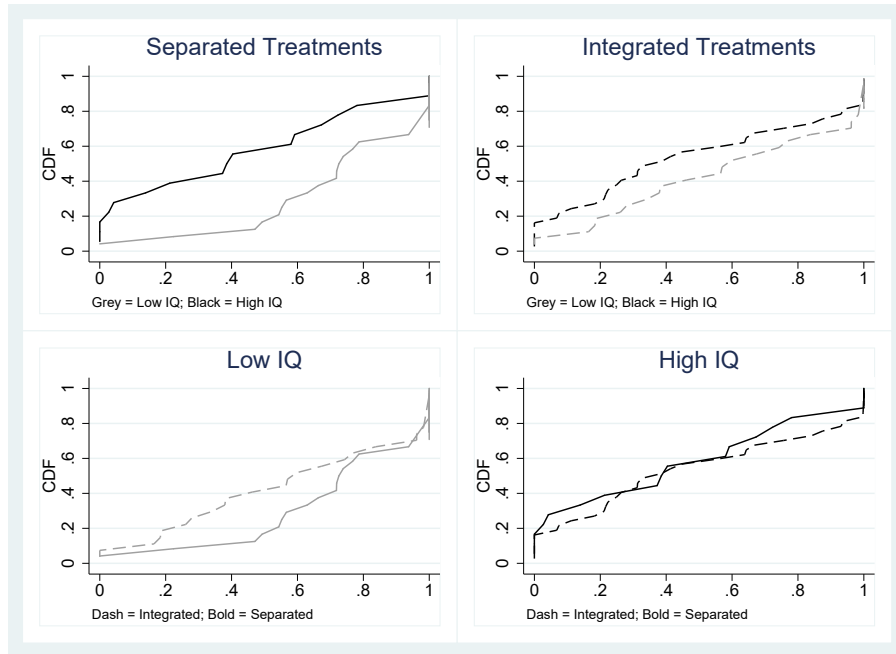 Separated Treatments
CDF
1
.8
.6
.4
.2
0
0 .2 .4 .6 .8 1
Grey = Low IQ; Black = High IQ
Integrated Treatments
CDF
1
.8
.6
.4
.2
0
0 .2 .4 .6 .8 1
Grey = Low IQ; Black = High IQ
Low IQ
CDF
1
.8
.6
.4
.2
0
0 .2 .4 .6 .8 1
Dash = Integrated; Bold = Separated
High IQ
CDF
1
.8
.6
.4
.2
0
0 .2 .4 .6 .8 1
Dash = Integrated; Bold = Separated